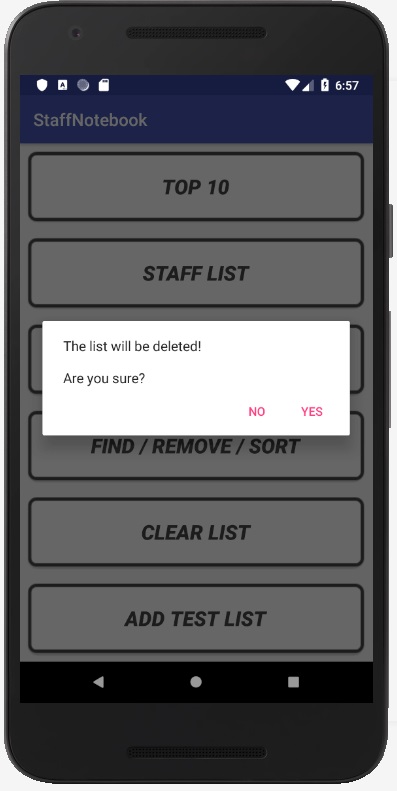 6:57
StaffNotebook
TOP 10
STAFF LIST
The list will be deleted!
Are you sure?
NO YES
FIND / REMOVE / SORT
CLEAR LIST
ADD TEST LIST